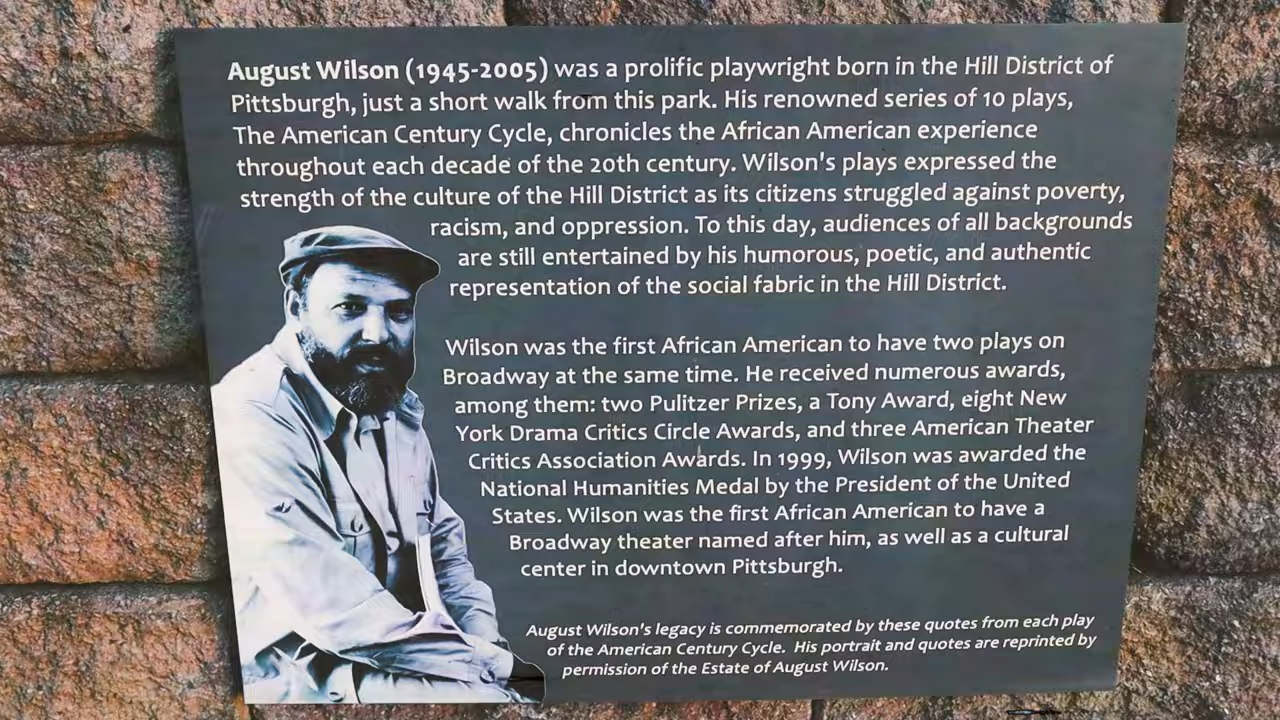 August Wilson (1945-2005) was a prolific playwright born in the Hill District of
Pittsburgh, just a short walk from this park. His renowned series of 10 plays,
The American Century Cycle, chronicles the African American experience
throughout each decade of the 20th century. Wilson's plays expressed the
strength of the culture of the Hill District as its citizens struggled against poverty,
racism, and oppression. To this day, audiences of all backgrounds
are still entertained by his humorous, poetic, and authentic
representation of the social fabric in the Hill District.
Wilson was the first African American to have two plays on
Broadway at the same time. He received numerous awards,
among them: two Pulitzer Prizes, a Tony Award, eight New
York Drama Critics Circle Awards, and three American Theater
Critics Association Awards. In 1999, Wilson was awarded the
National Humanities Medal by the President of the United
States. Wilson was the first African American to have a
Broadway theater named after him, as well as a cultural
center in downtown Pittsburgh.
August Wilson's legacy is commemorated by these quotes from each play
of the American Century Cycle. His portrait and quotes are reprinted by
permission of the Estate of August Wilson.